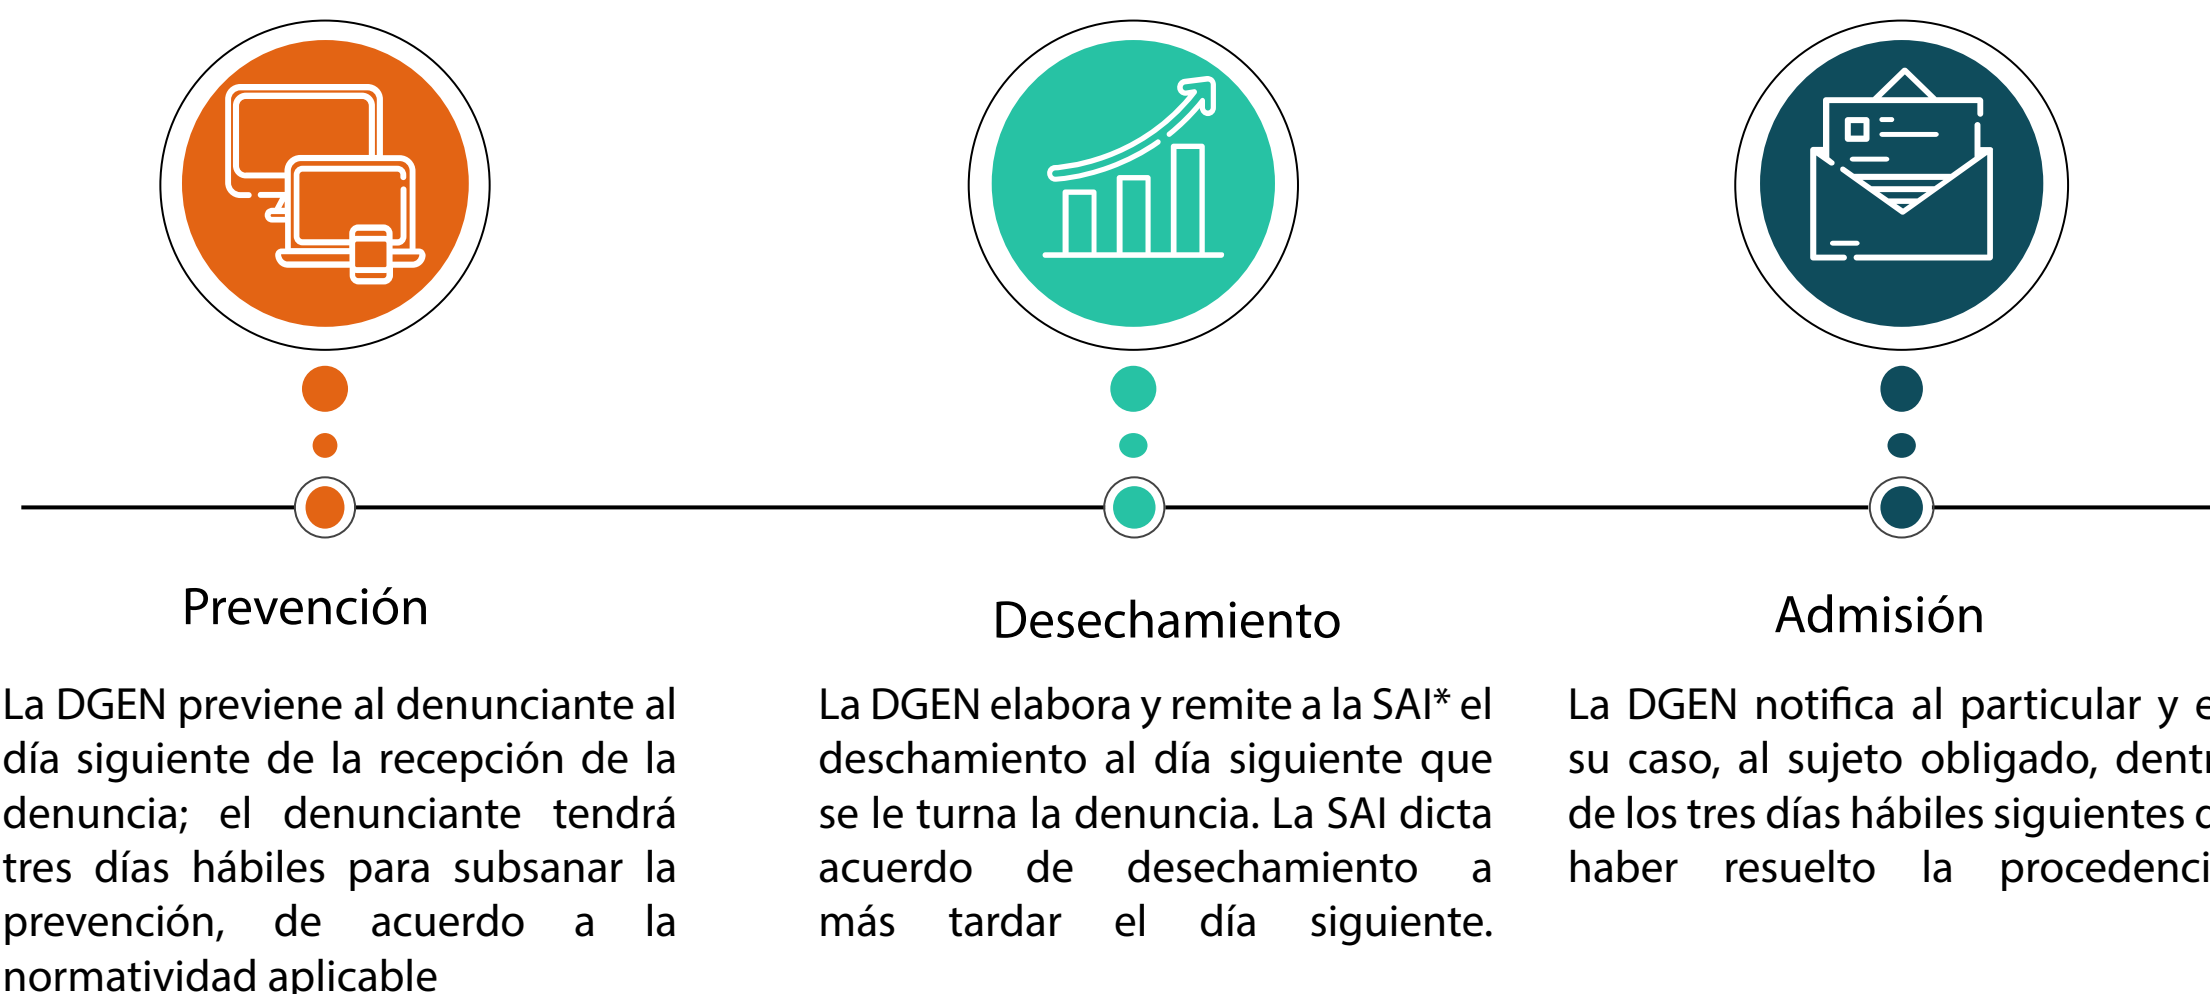 Prevención
La DGEN previene al denunciante al
día siguiente de la recepción de la
denuncia; el denunciante tendrá
tres días hábiles para subsanar la
prevención, de acuerdo a la
normatividad aplicable
Desechamiento
La DGEN elabora y remite a la SAI* el
deschamiento al día siguiente que
se le turna la denuncia. La SAI dicta
acuerdo de desechamiento a
más tardar el día siguiente.
Admisión
La DGEN notifica al particular y
su caso, al sujeto obligado,
de los tres días hábiles siguientes
haber resuelto la